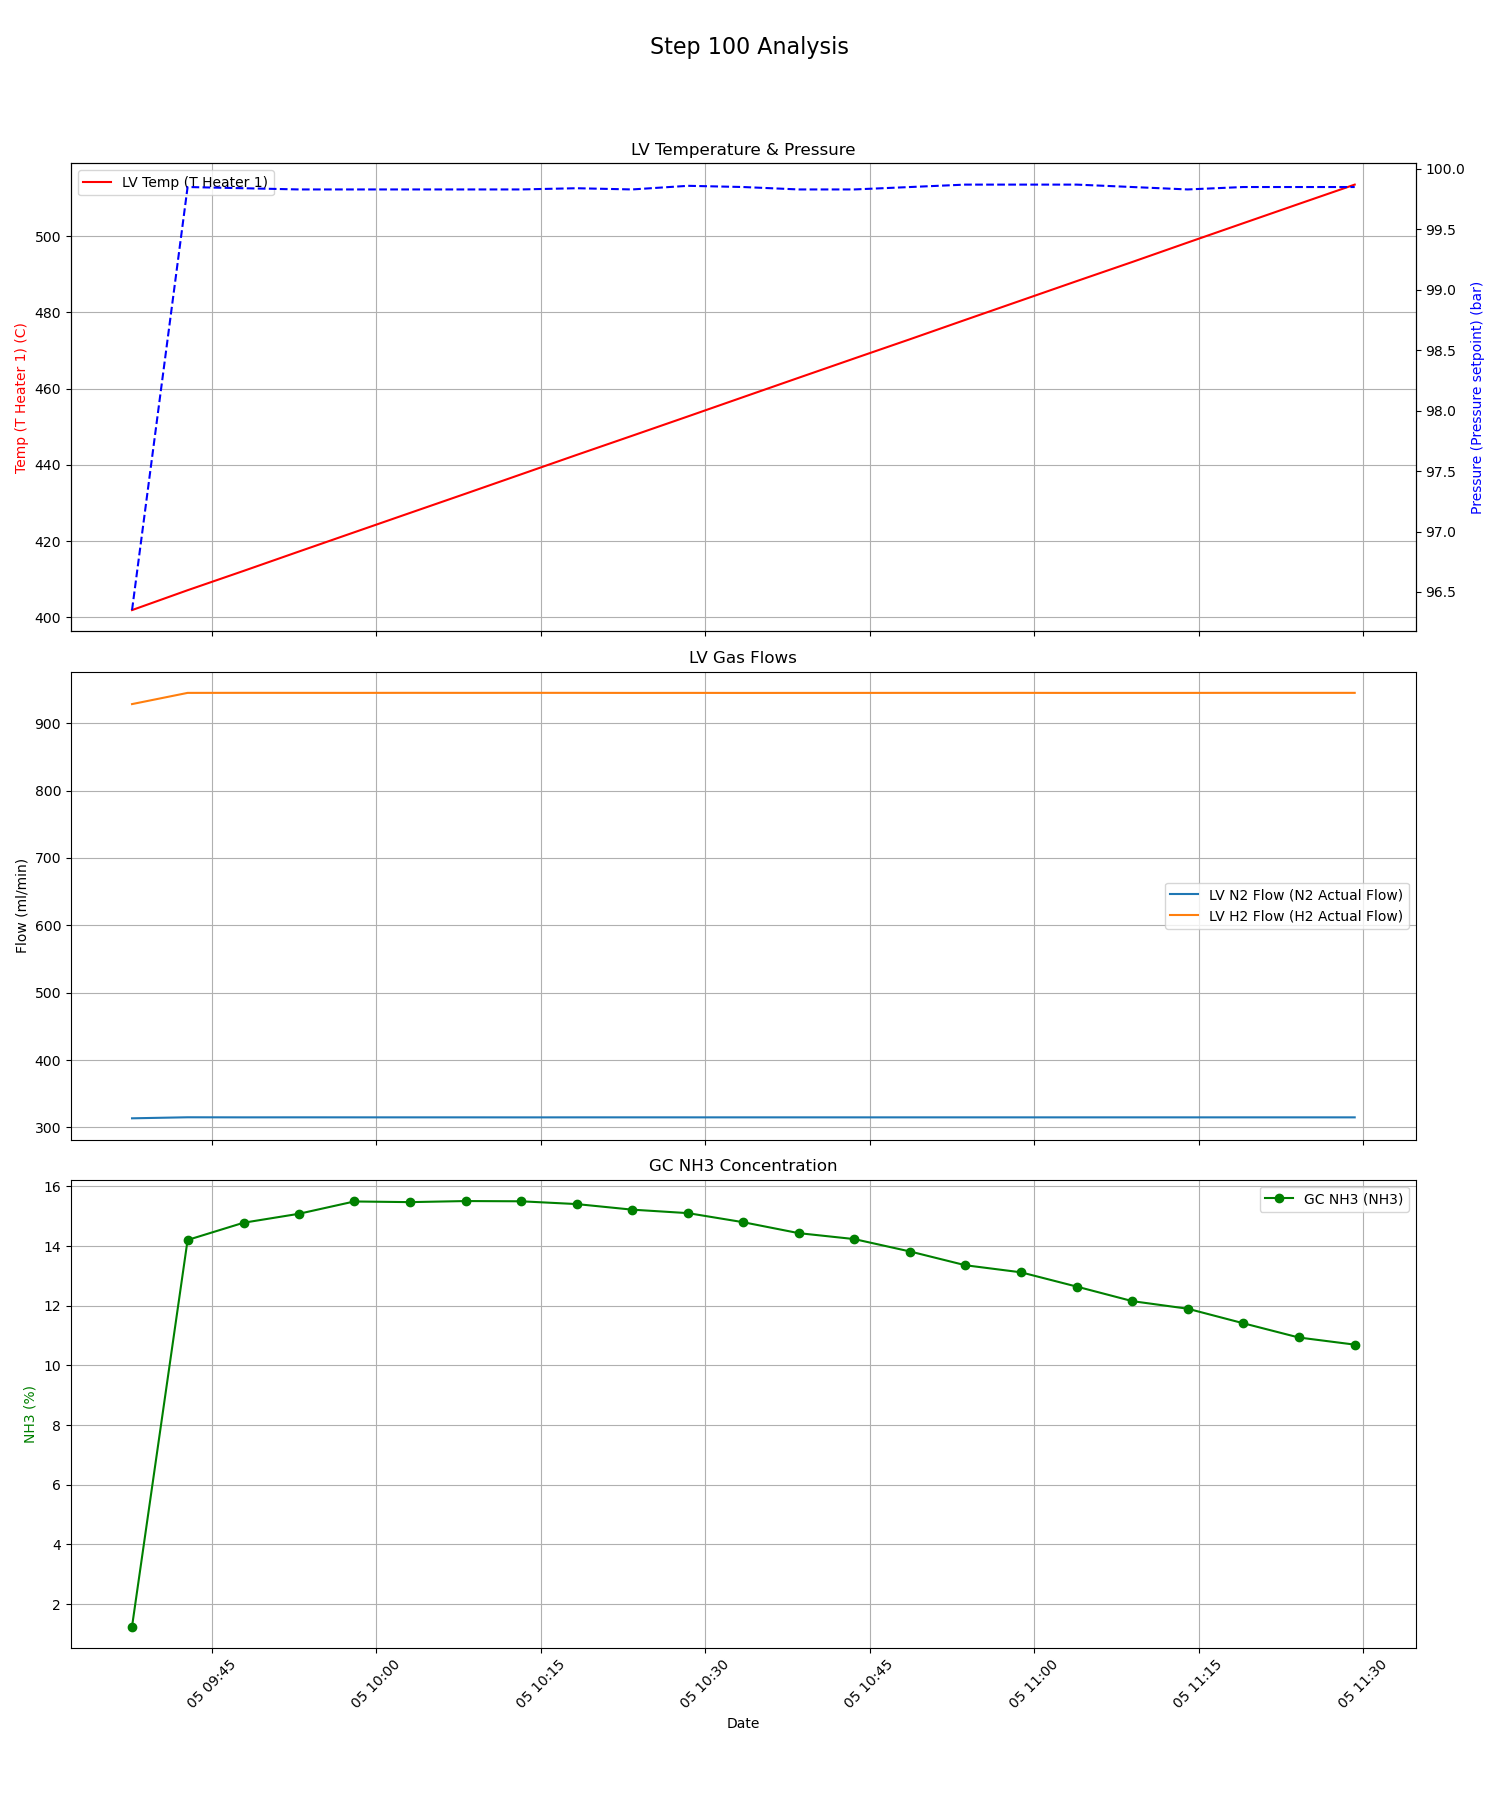 Step 100 Analysis
LV Temperature & Pressure
LV Temp (T Heater 1)
Temp (T Heater 1) (C)
500
480
460
440
420
400
Pressure (Pressure setpoint) (bar)
100.0
99.5
99.0
98.5
98.0
97.5
97.0
96.5
LV Gas Flows
Flow (ml/min)
900
800
700
600
500
400
300
LV N2 Flow (N2 Actual Flow)
LV H2 Flow (H2 Actual Flow)
GC NH3 Concentration
GC NH3 (NH3)
NH3 (%)
16
14
12
10
8
6
4
2
05 09:45
05 10:00
05 10:15
05 10:30
05 10:45
05 11:00
05 11:15
05 11:30
Date